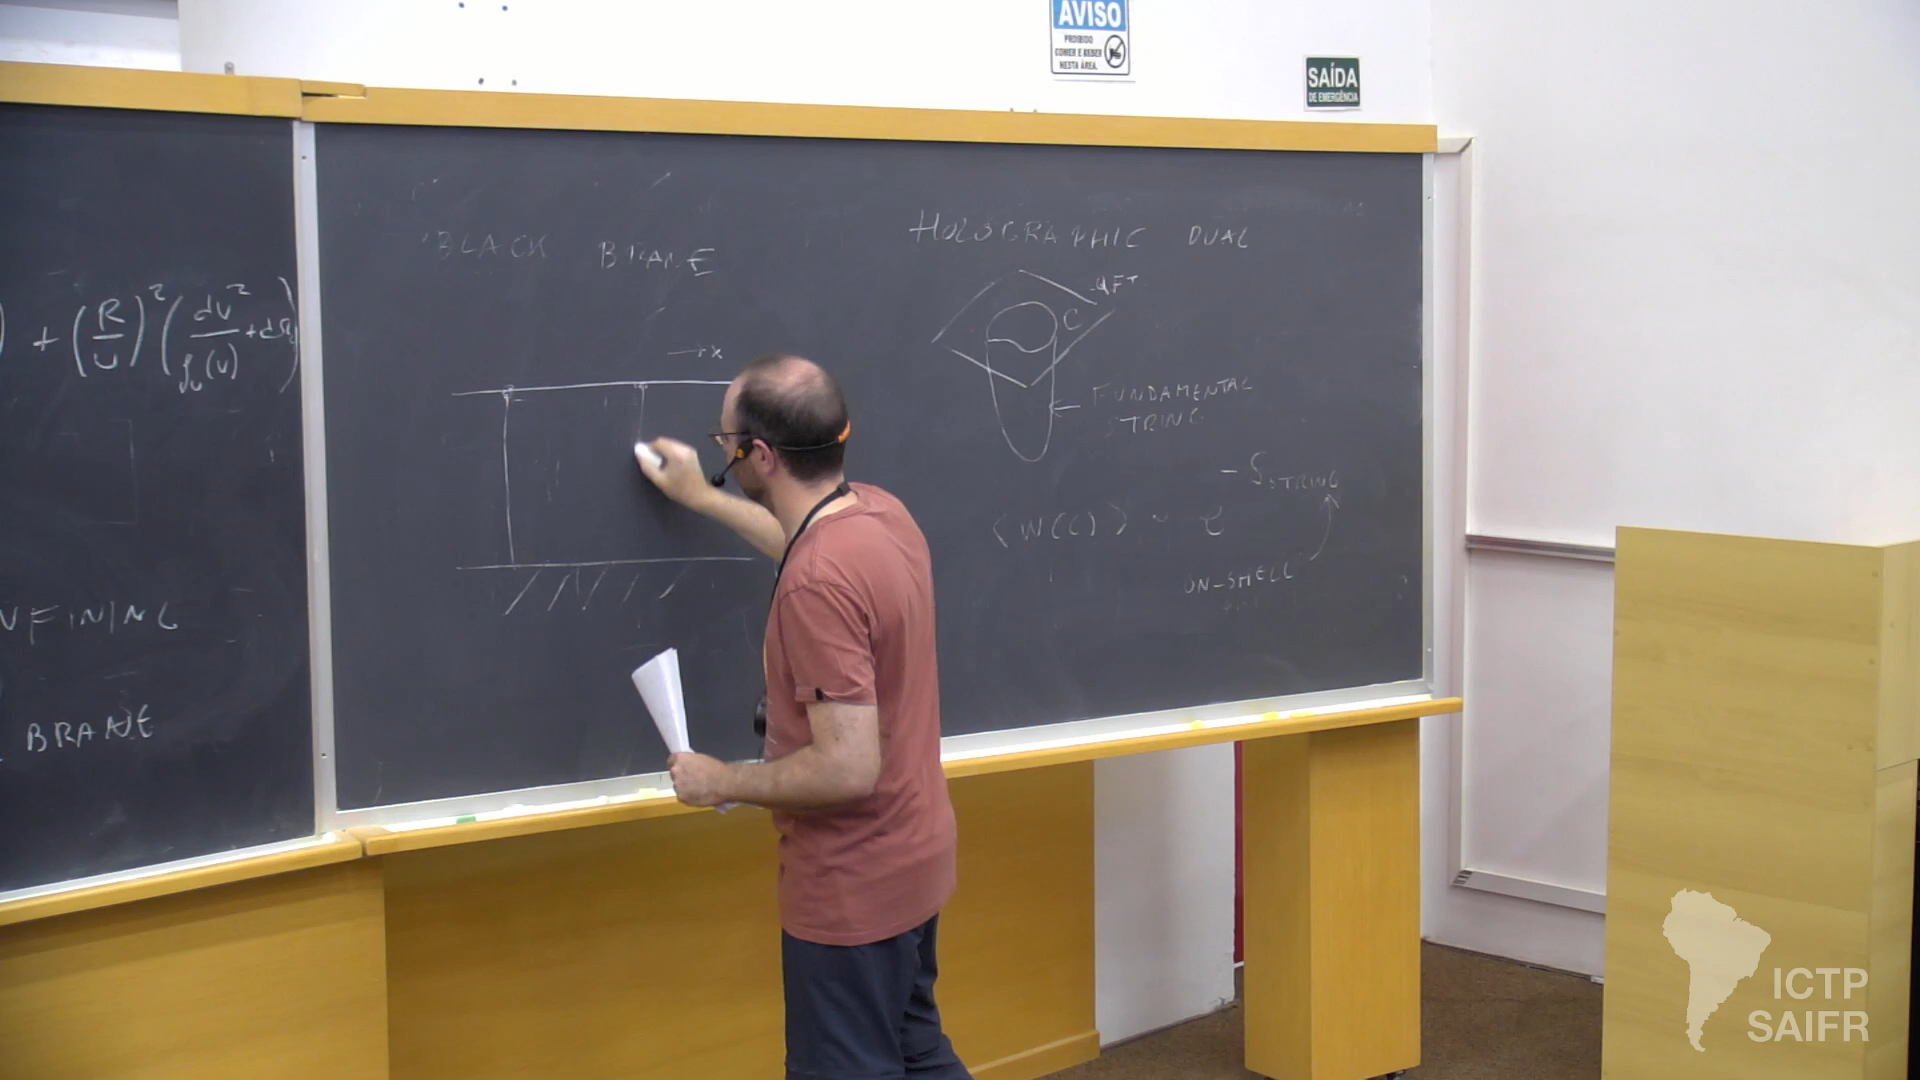 AVISO
PROIBIDO
COMER E BEBER
NESTA ÁREA.
SAÍDA
DE EMERGÊNCIA
+ (R/U)² (dU²/f(U) + dΩ
NFINING
BRANE
BLACK BRANE
→ x
HOLOGRAPHIC DUAL
QFT
C
FUNDAMENTAL
STRING
⟨W(C)⟩ ~ e^{-S_STRING}
ON-SHELL
ICTP
SAIFR